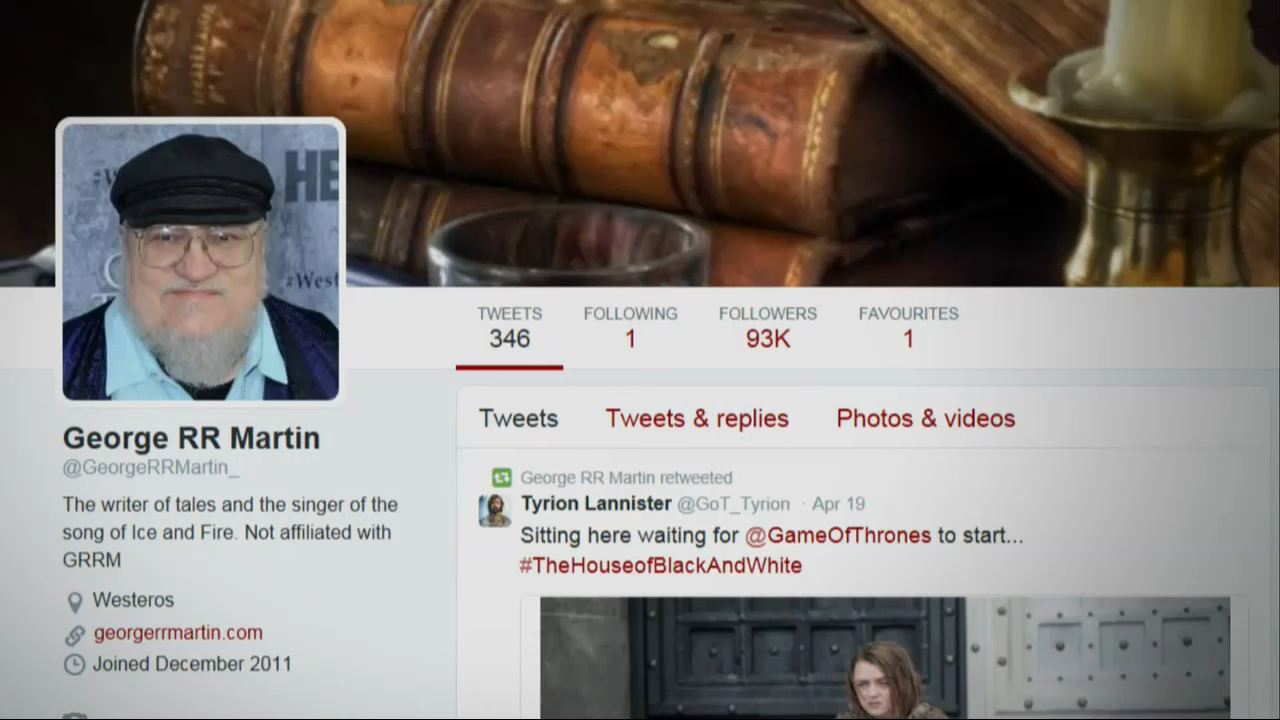 #W
HB
#West
TWEETS FOLLOWING FOLLOWERS FAVOURITES
346 1 93K 1
Tweets Tweets & replies Photos & videos
George RR Martin
@GeorgeRRMartin_
The writer of tales and the singer of the
song of Ice and Fire. Not affiliated with
GRRM
Westeros
georgerrmartin.com
Joined December 2011
George RR Martin retweeted
Tyrion Lannister @GoT_Tyrion · Apr 19
Sitting here waiting for @GameOfThrones to start...
#TheHouseofBlackAndWhite